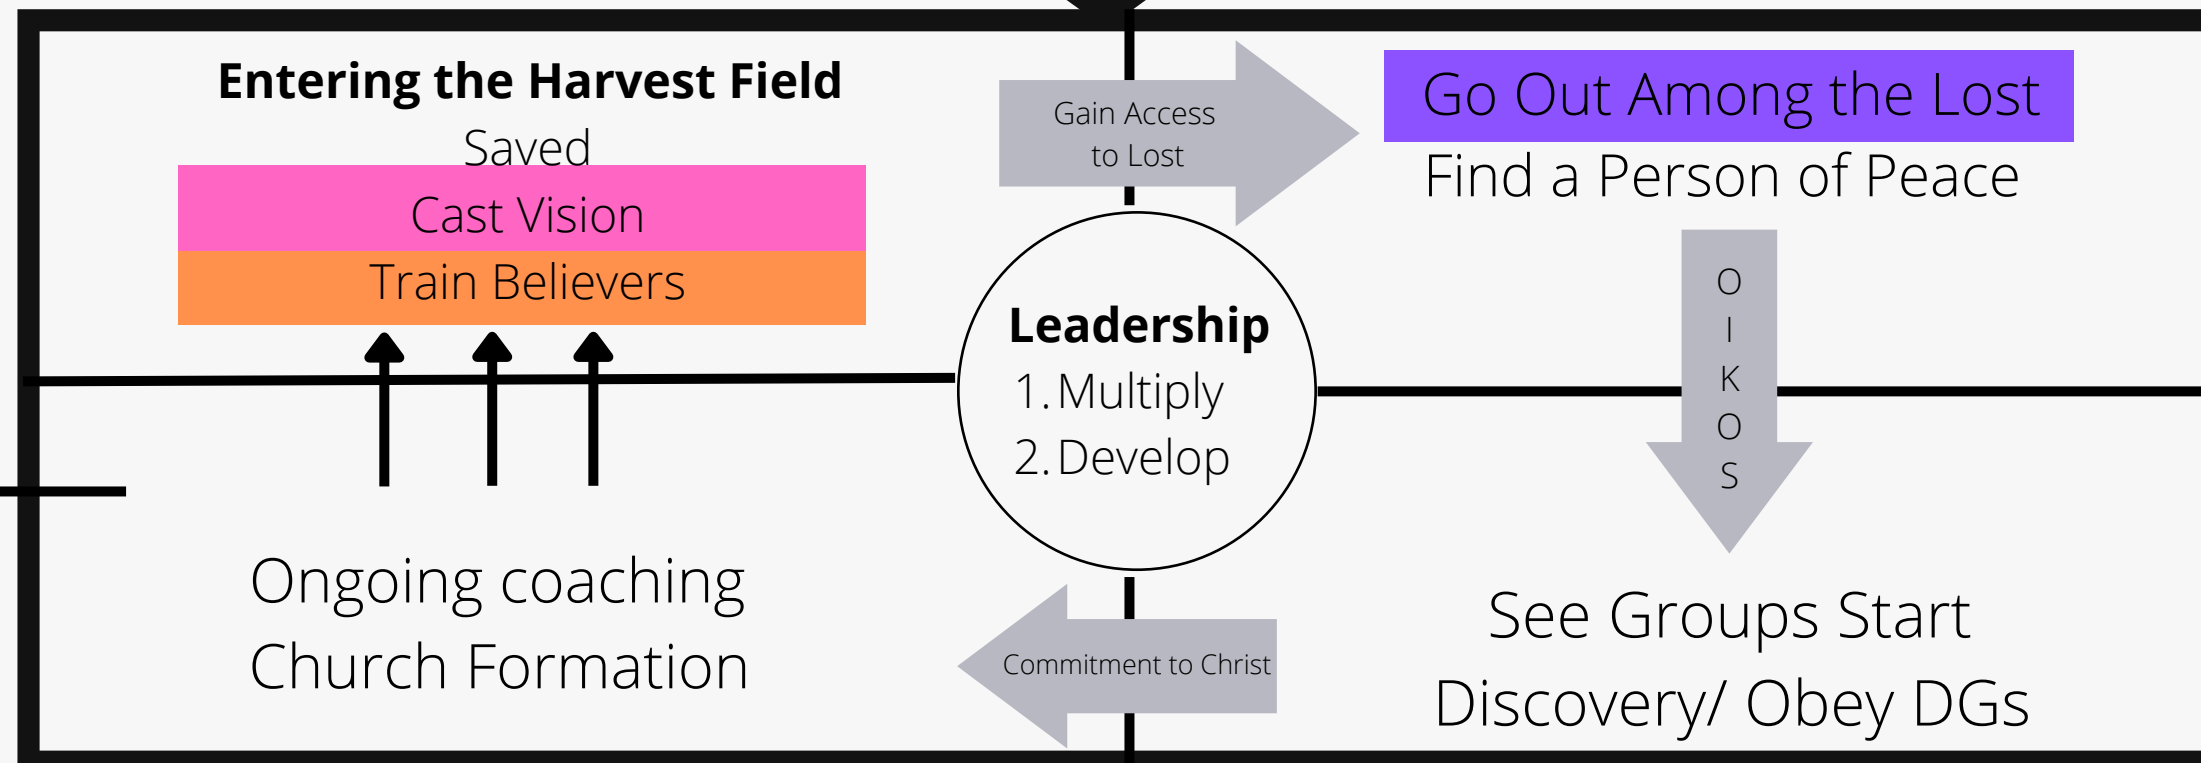 Entering the Harvest Field
Saved
Cast Vision
Train Believers
Gain Access
to Lost
Go Out Among the Lost
Find a Person of Peace
Leadership
1. Multiply
2. Develop
O
I
K
O
S
Ongoing coaching
Church Formation
Commitment to Christ
See Groups Start
Discovery/ Obey DGs